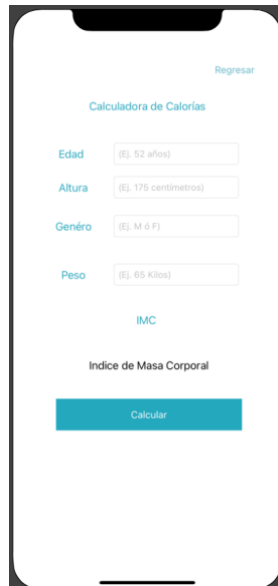 Regresar
Calculadora de Calorías
Edad (Ej. 52 años)
Altura (Ej. 175 centímetros)
Genéro (Ej. M ó F)
Peso (Ej. 65 Kilos)
IMC
Indice de Masa Corporal
Calcular